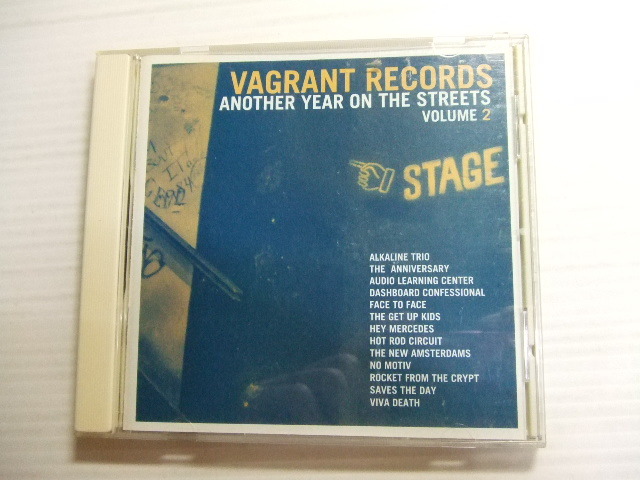 VAGRANT RECORDS
ANOTHER YEAR ON THE STREETS
VOLUME 2
STAGE
ALKALINE TRIO
THE ANNIVERSARY
AUDIO LEARNING CENTER
DASHBOARD CONFESSIONAL
FACE TO FACE
THE GET UP KIDS
HEY MERCEDES
HOT ROD CIRCUIT
THE NEW AMSTERDAMS
NO MOTIV
ROCKET FROM THE CRYPT
SAVES THE DAY
VIVA DEATH